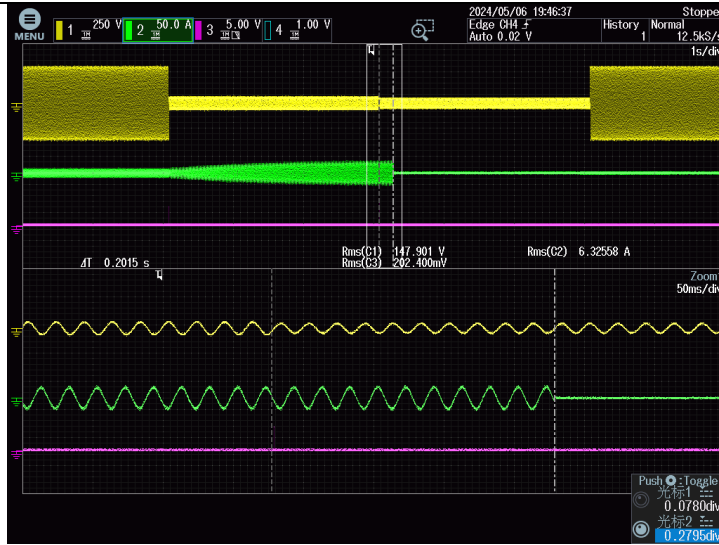 2024/05/06 19:46:37 Stoppe
MENU 1 250 V 2 50.0 A 3 5.00 V 4 1.00 V Edge CH4 History Normal
Auto 0.02 V 1 12.5kS/s
1s/div
Rms(C1) 147.901 V Rms(C2) 6.32558 A
ΔT 0.2015 s Rms(C3) 202.400mV
Zoom1
50ms/div
Push :Toggle
光标1
0.0780div
光标2
0.2795div